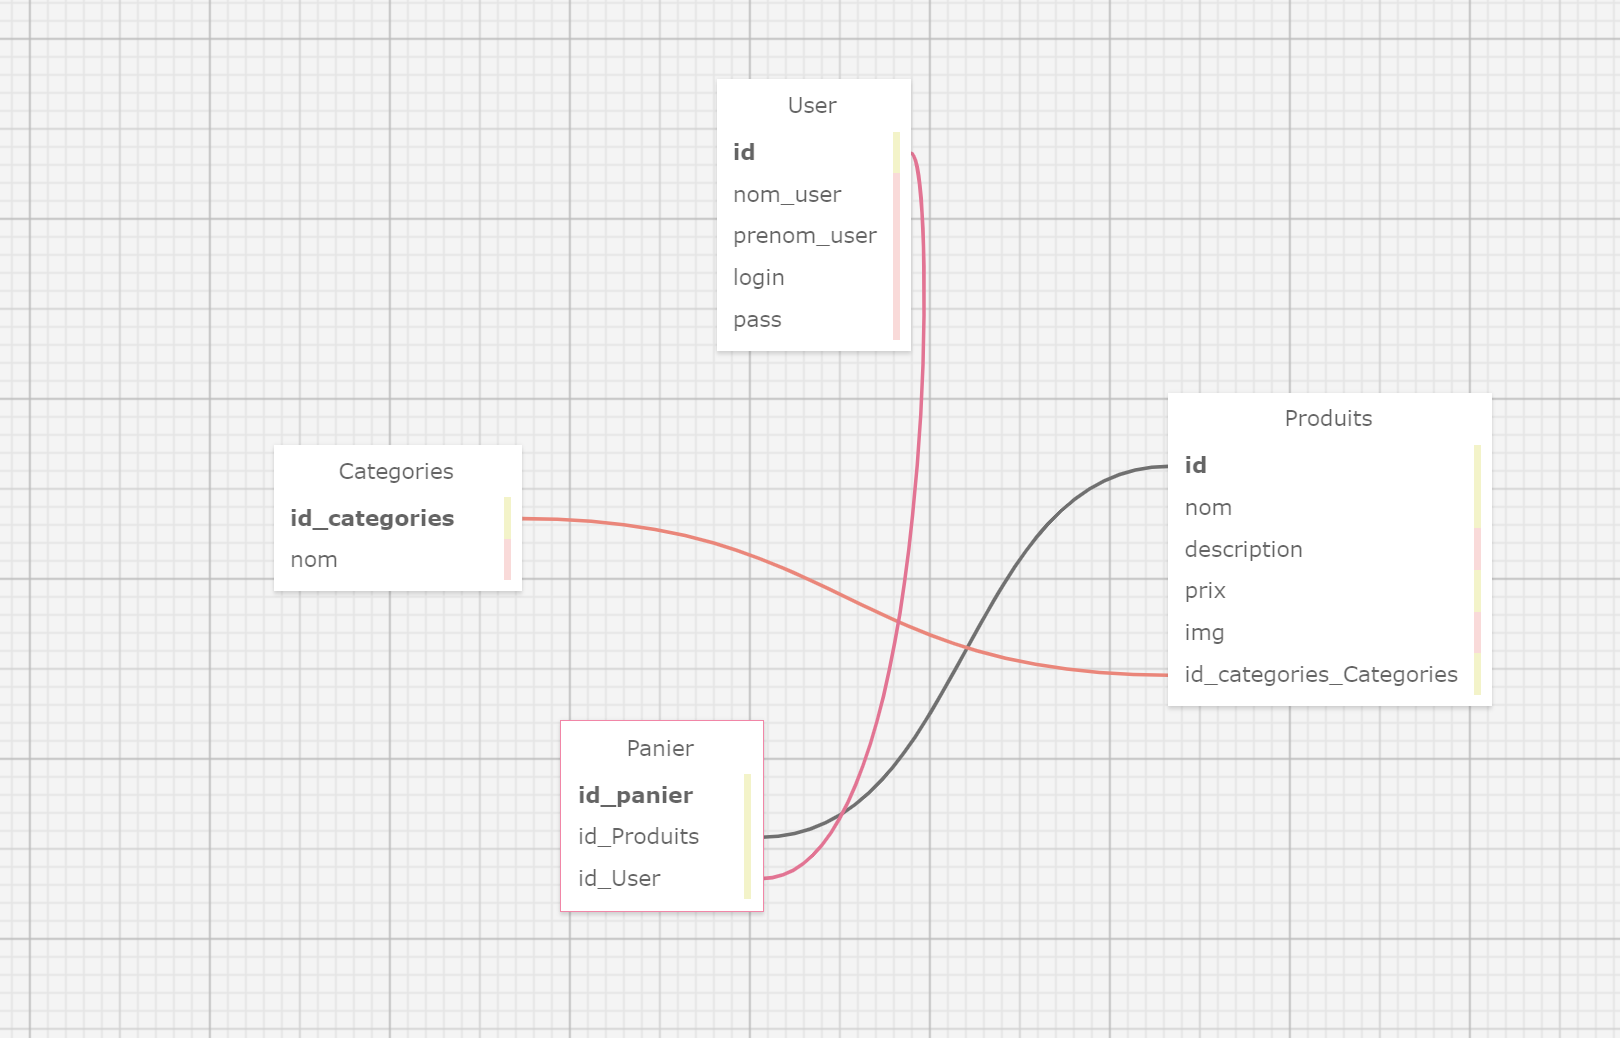 User
id
nom_user
prenom_user
login
pass
Categories
id_categories
nom
Produits
id
nom
description
prix
img
id_categories_Categories
Panier
id_panier
id_Produits
id_User